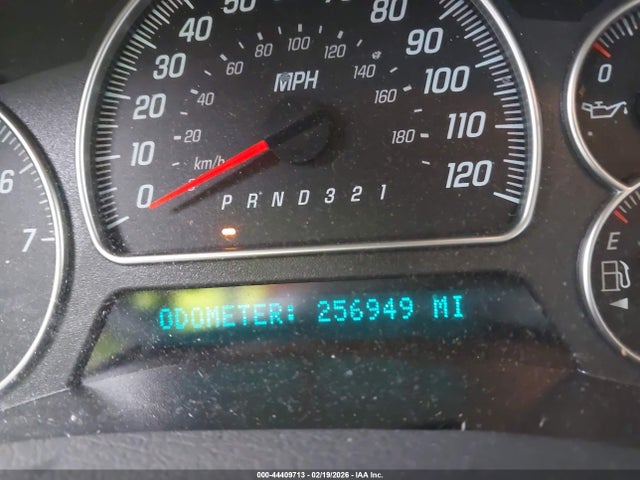 50 70 80
40 60 80 100 120 90
30 140 100
20 40 MPH 160
10 20 180 110
0 km/h 120
P R N D 3 2 1
6
7
0
E
ODOMETER: 256949 MI
000-44409713 - 02/19/2026 - IAA Inc.